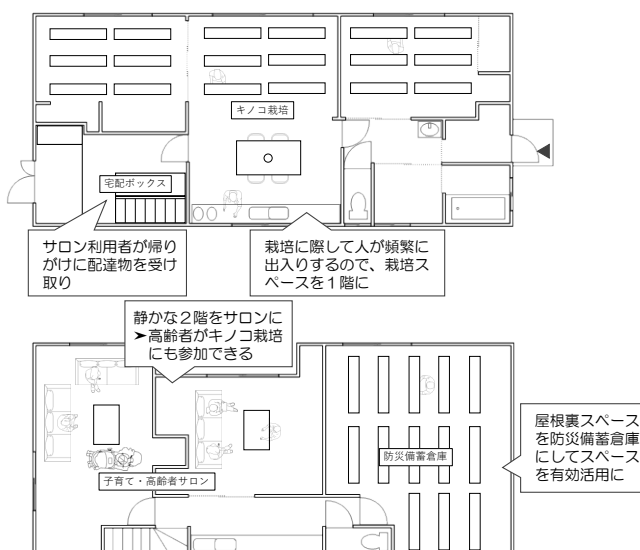 キノコ栽培
宅配ボックス
サロン利用者が帰り
がけに配達物を受け
取り
栽培に際して人が頻繁に
出入りするので、栽培ス
ペースを１階に
静かな２階をサロンに
➤高齢者がキノコ栽培
にも参加できる
防災備蓄倉庫
子育て・高齢者サロン
屋根裏スペース
を防災備蓄倉庫
にしてスペース
を有効活用に